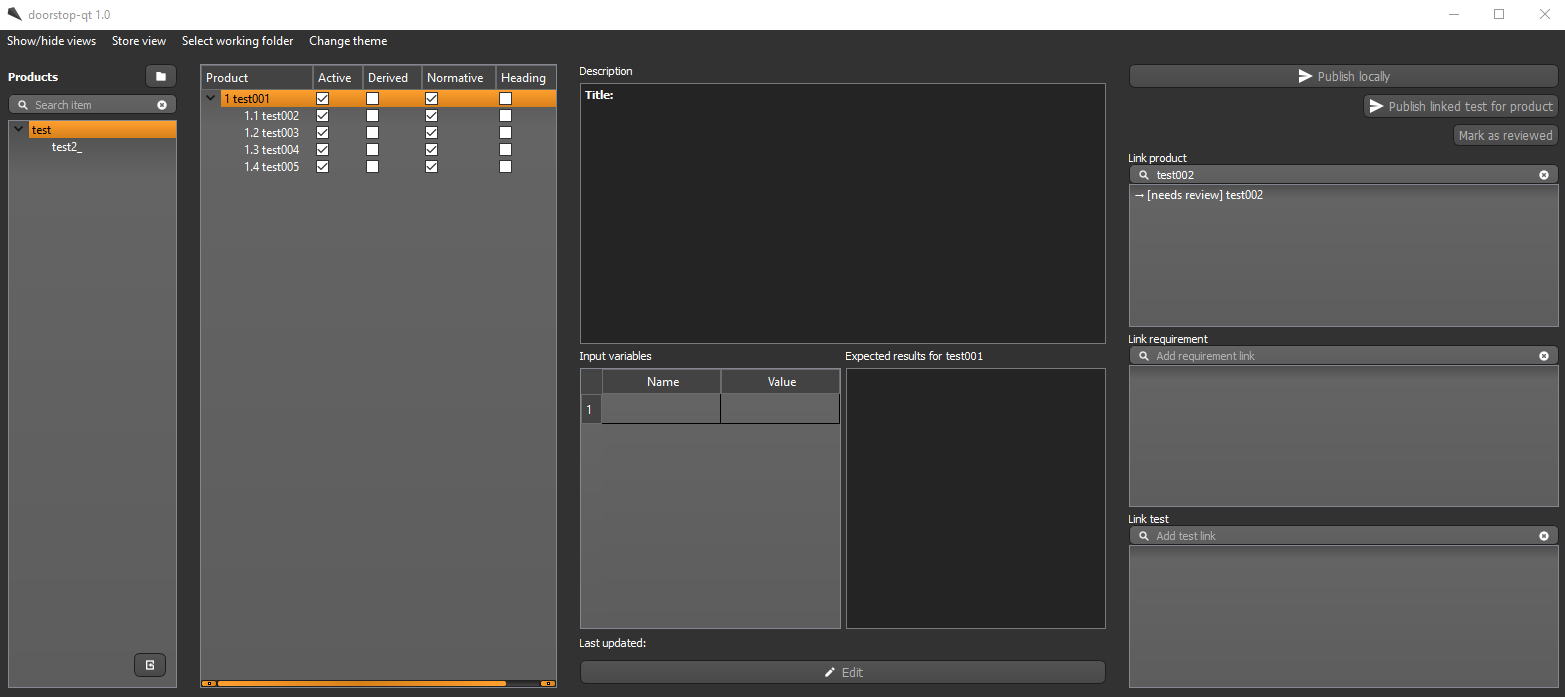 doorstop-qt 1.0
Show/hide views Store view Select working folder Change theme
Products
Search item
test
test2_
Product Active Derived Normative Heading
1 test001
1.1 test002
1.2 test003
1.3 test004
1.4 test005
Description
Title:
Input variables
Name Value
1
Expected results for test001
Last updated:
Edit
Publish locally
Publish linked test for product
Mark as reviewed
Link product
test002
→ [needs review] test002
Link requirement
Add requirement link
Link test
Add test link